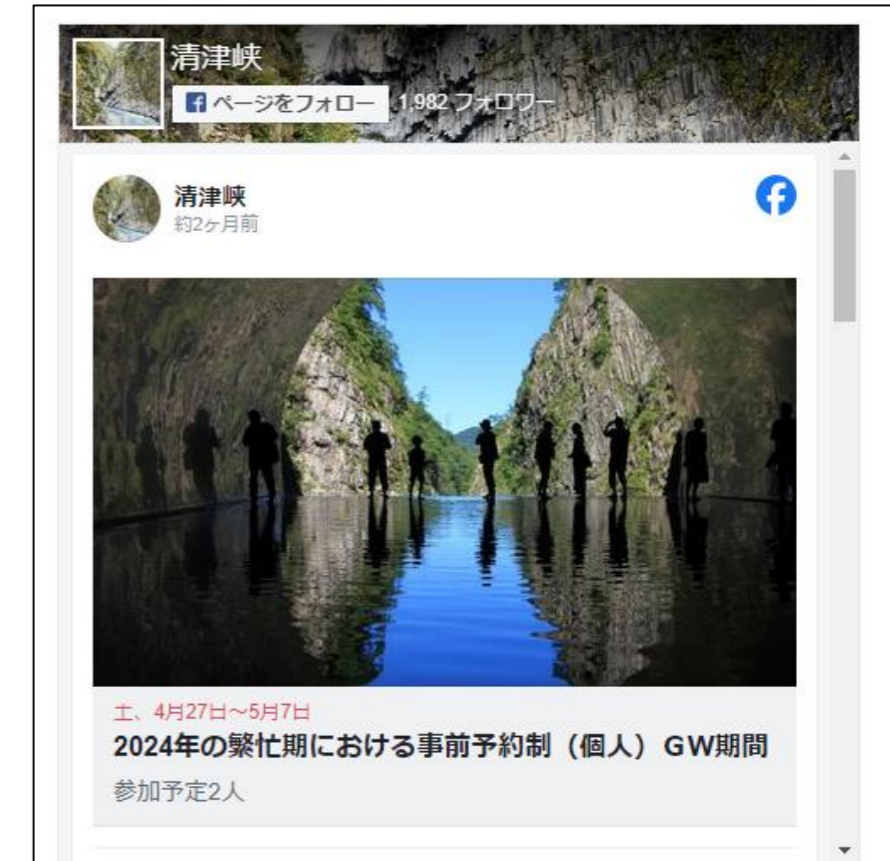 清津峡
ページをフォロー 1,982 フォロワー
清津峡
約2ヶ月前
土、4月27日～5月7日
2024年の繁忙期における事前予約制（個人）ＧＷ期間
参加予定2人